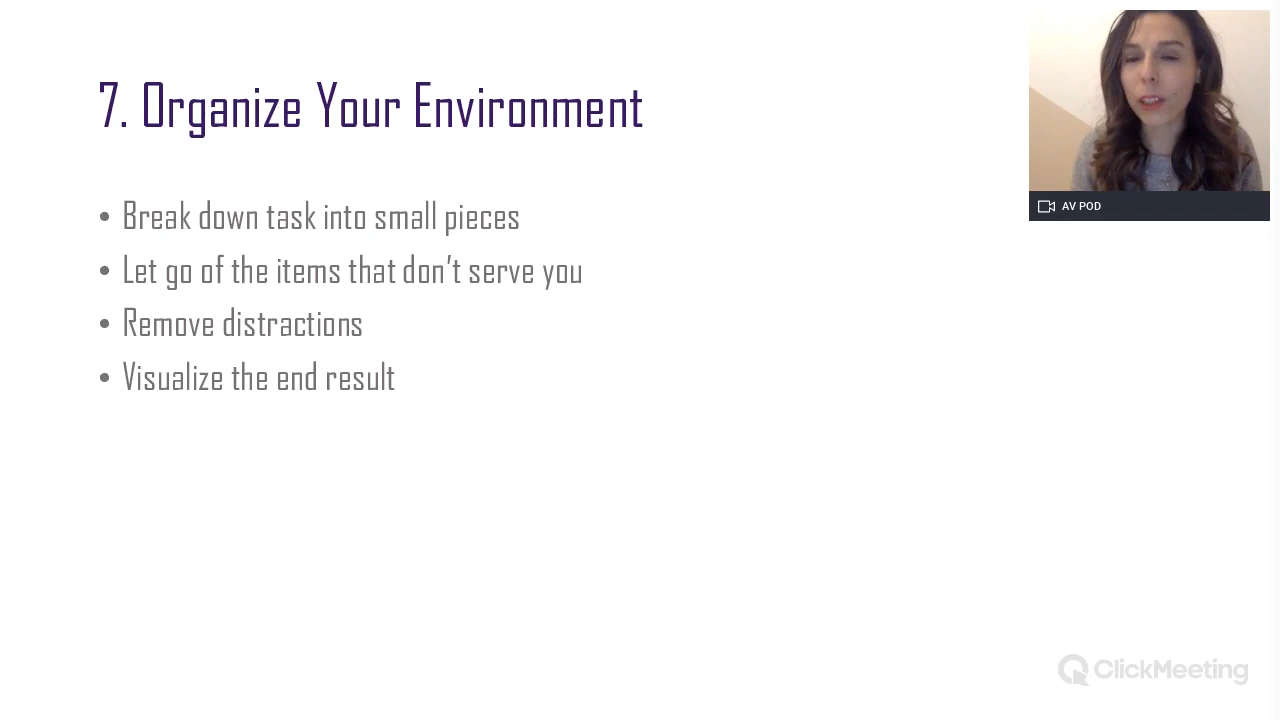 7. Organize Your Environment
• Break down task into small pieces
• Let go of the items that don't serve you
• Remove distractions
• Visualize the end result
AV POD
ClickMeeting